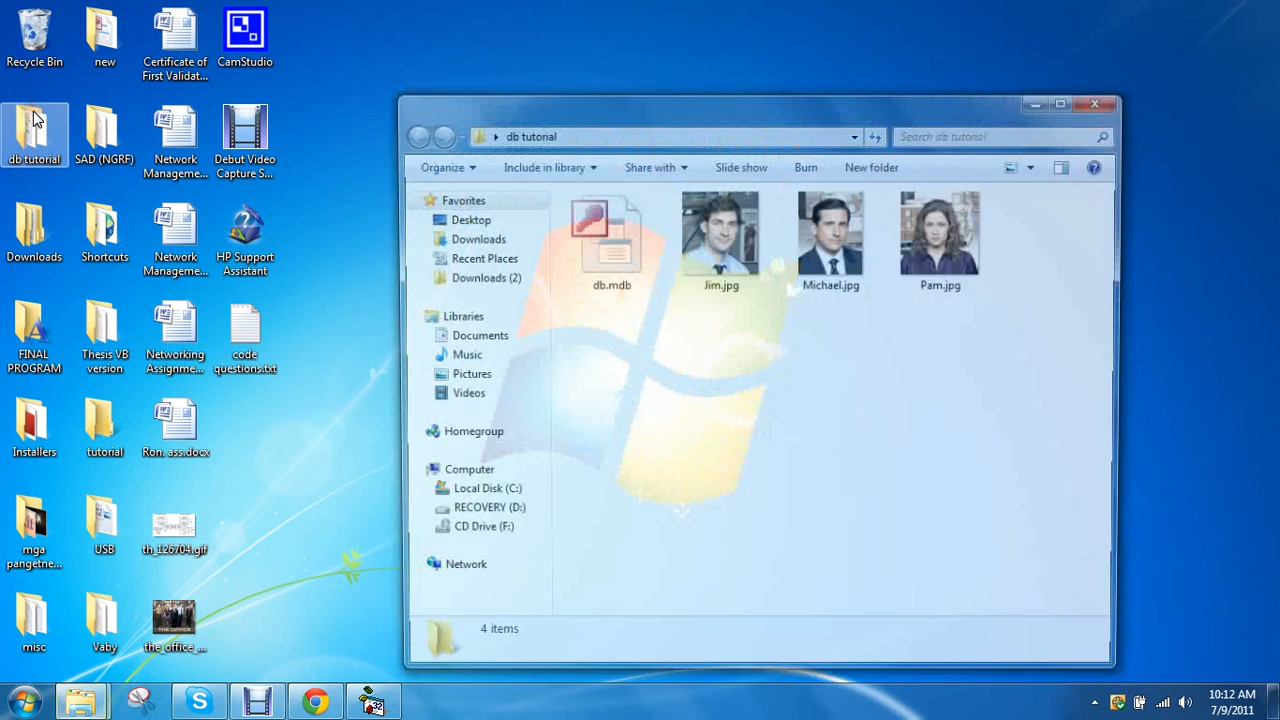 Recycle Bin
new
Certificate of
First Validat...
CamStudio
db tutorial
SAD (NGRF)
Network
Manageme...
Debut Video
Capture S...
Downloads
Shortcuts
Network
Manageme...
HP Support
Assistant
FINAL
PROGRAM
Thesis VB
version
Networking
Assignme...
code
questions.txt
Installers
tutorial
Ron. ass.docx
mga
pangetne...
USB
th_126704.gif
misc
Vaby
the_office_...
db tutorial
Search db tutorial
Organize
Include in library
Share with
Slide show
Burn
New folder
Favorites
Desktop
Downloads
Recent Places
Downloads (2)
Libraries
Documents
Music
Pictures
Videos
Homegroup
Computer
Local Disk (C:)
RECOVERY (D:)
CD Drive (F:)
Network
db.mdb
Jim.jpg
Michael.jpg
Pam.jpg
4 items
32
10:12 AM
7/9/2011